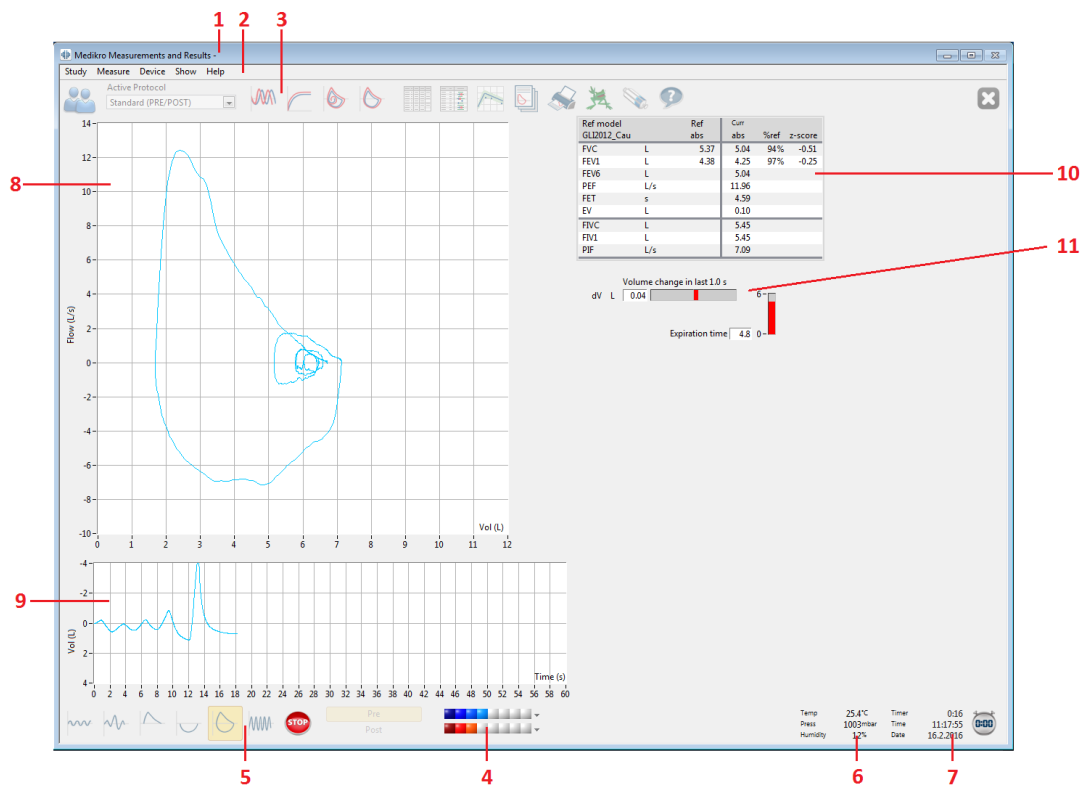 1 2 3
Medikro Measurements and Results -
Study Measure Device Show Help
Active Protocol
Standard (PRE/POST)
14
12
10
8
6
4
2
0
-2
-4
-6
-8
-10
Flow (L/s)
Vol (L)
0 1 2 3 4 5 6 7 8 9 10 11 12
8
Ref model Ref Curr
GLI2012_Cau abs abs %ref z-score
FVC L 5.37 5.04 94% -0.51
FEV1 L 4.38 4.25 97% -0.25
FEV6 L 5.04
PEF L/s 11.96
FET s 4.59
EV L 0.10
FIVC L 5.45
FIV1 L 5.45
PIF L/s 7.09
10
11
Volume change in last 1.0 s
dV L 0.04
6
Expiration time 4.8 0
-4
-2
0
2
4
Vol (L)
Time (s)
0 2 4 6 8 10 12 14 16 18 20 22 24 26 28 30 32 34 36 38 40 42 44 46 48 50 52 54 56 58 60
9
STOP
Pre
Post
Temp 25.4°C Timer 0:16
Press 1003mbar Time 11:17:55
Humidity 12% Date 16.2.2016
0:00
5 4 6 7